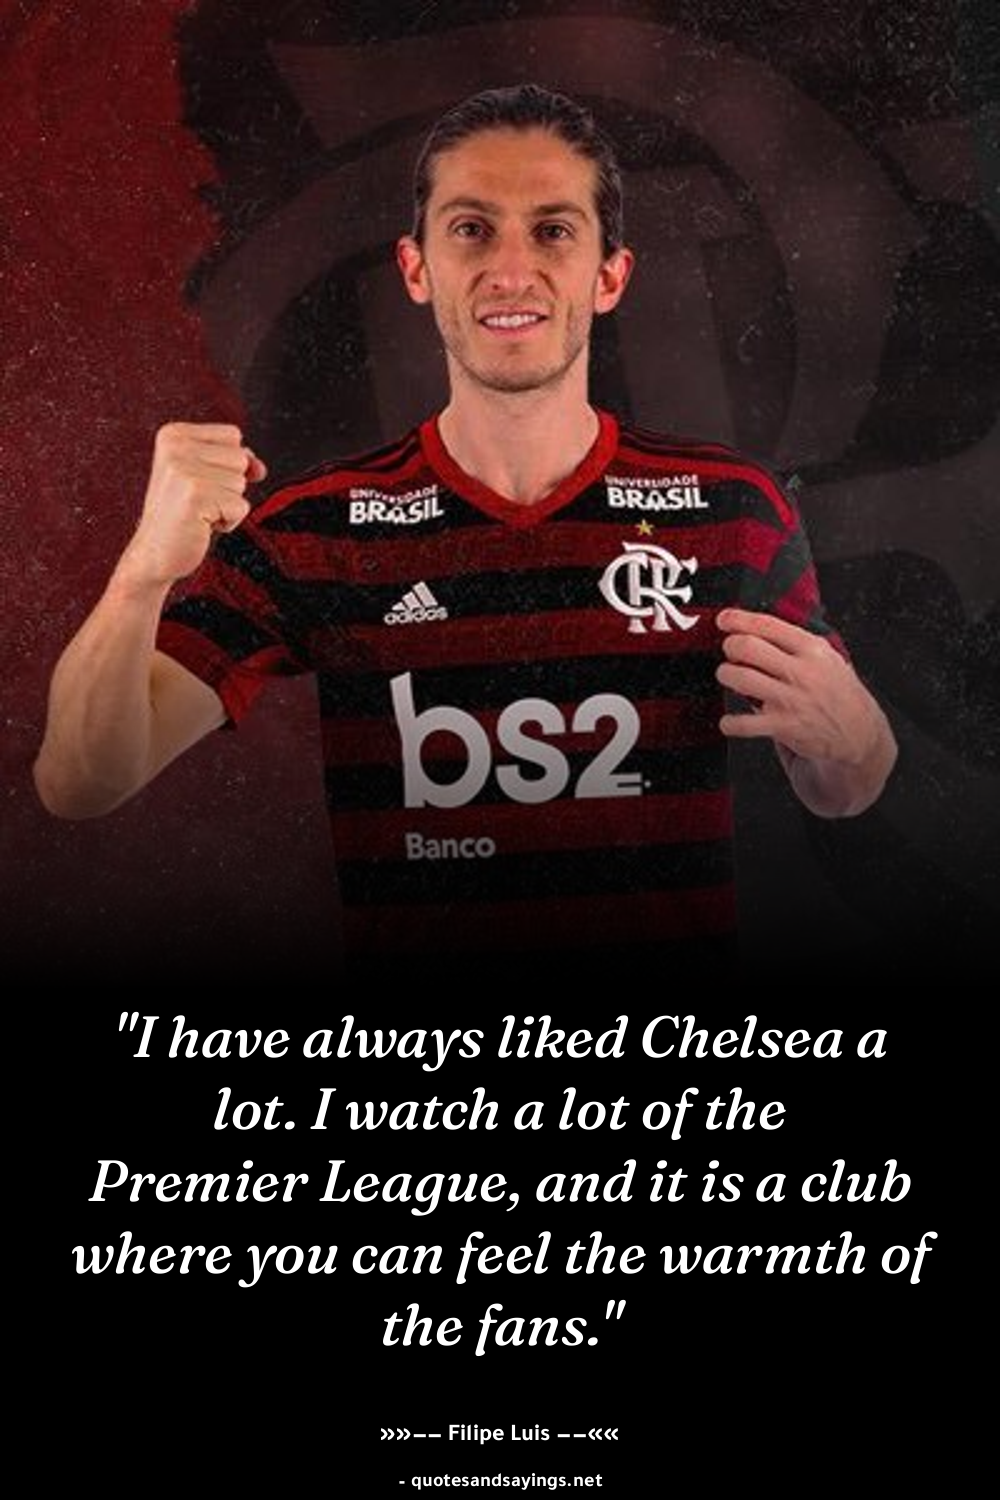 UNIVERSIDADE
BRASIL
UNIVERSIDADE
BRASIL
adidas
CRF
bs2.
Banco
"I have always liked Chelsea a
lot. I watch a lot of the
Premier League, and it is a club
where you can feel the warmth of
the fans."
»»–– Filipe Luis ––««
- quotesandsayings.net